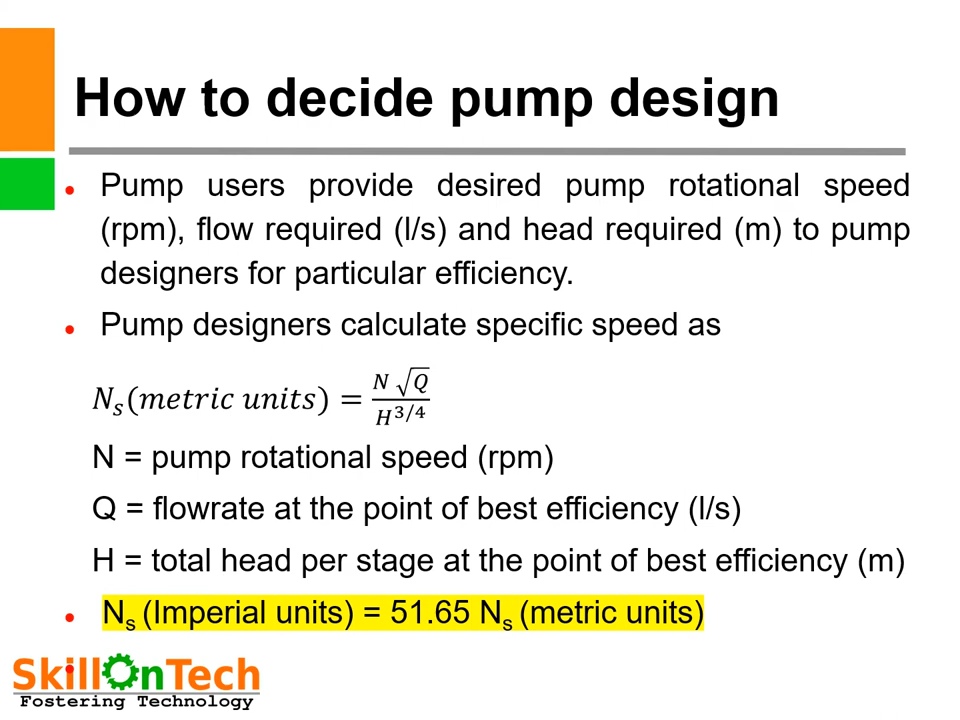 How to decide pump design
Pump users provide desired pump rotational speed
(rpm), flow required (l/s) and head required (m) to pump
designers for particular efficiency.
Pump designers calculate specific speed as
Nₛ(metric units) = N √Q / H^3/4
N = pump rotational speed (rpm)
Q = flowrate at the point of best efficiency (l/s)
H = total head per stage at the point of best efficiency (m)
Nₛ (Imperial units) = 51.65 Nₛ (metric units)
SkillOnTech
Fostering Technology